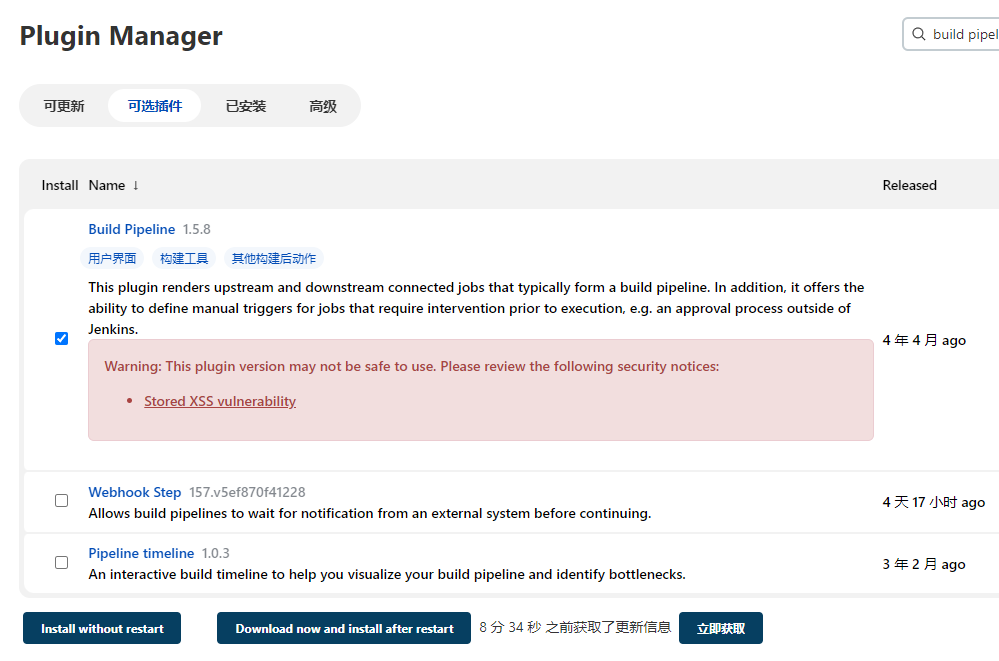 Plugin Manager
build pipel
可更新 可选插件 已安装 高级
Install Name ↓ Released
Build Pipeline 1.5.8
用户界面 构建工具 其他构建后动作
This plugin renders upstream and downstream connected jobs that typically form a build pipeline. In addition, it offers the
ability to define manual triggers for jobs that require intervention prior to execution, e.g. an approval process outside of
Jenkins.
4 年 4 月 ago
Warning: This plugin version may not be safe to use. Please review the following security notices:
• Stored XSS vulnerability
Webhook Step 157.v5ef870f41228
Allows build pipelines to wait for notification from an external system before continuing.
4 天 17 小时 ago
Pipeline timeline 1.0.3
An interactive build timeline to help you visualize your build pipeline and identify bottlenecks.
3 年 2 月 ago
Install without restart Download now and install after restart 8 分 34 秒 之前获取了更新信息 立即获取